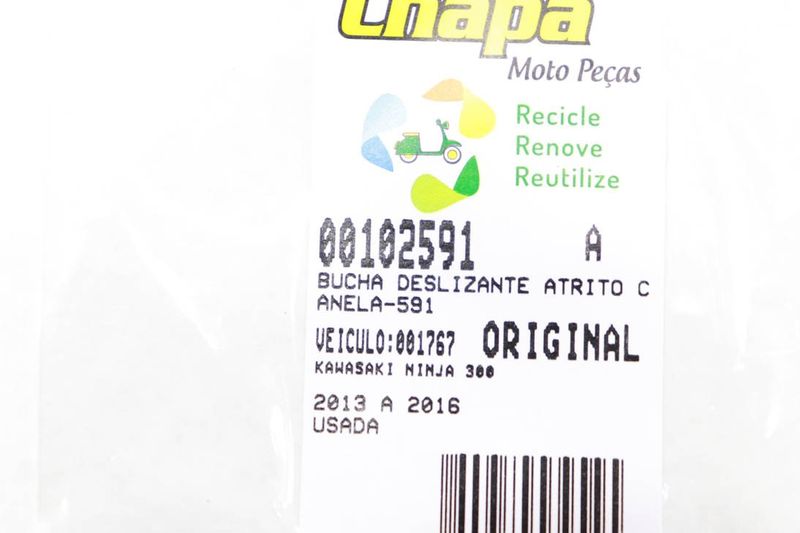 Chapa
Moto Peças
Recicle
Renove
Reutilize
00102591 A
BUCHA DESLIZANTE ATRITO C
ANELA-591
VEICULO:001767 ORIGINAL
KAWASAKI NINJA 300
2013 A 2016
USADA